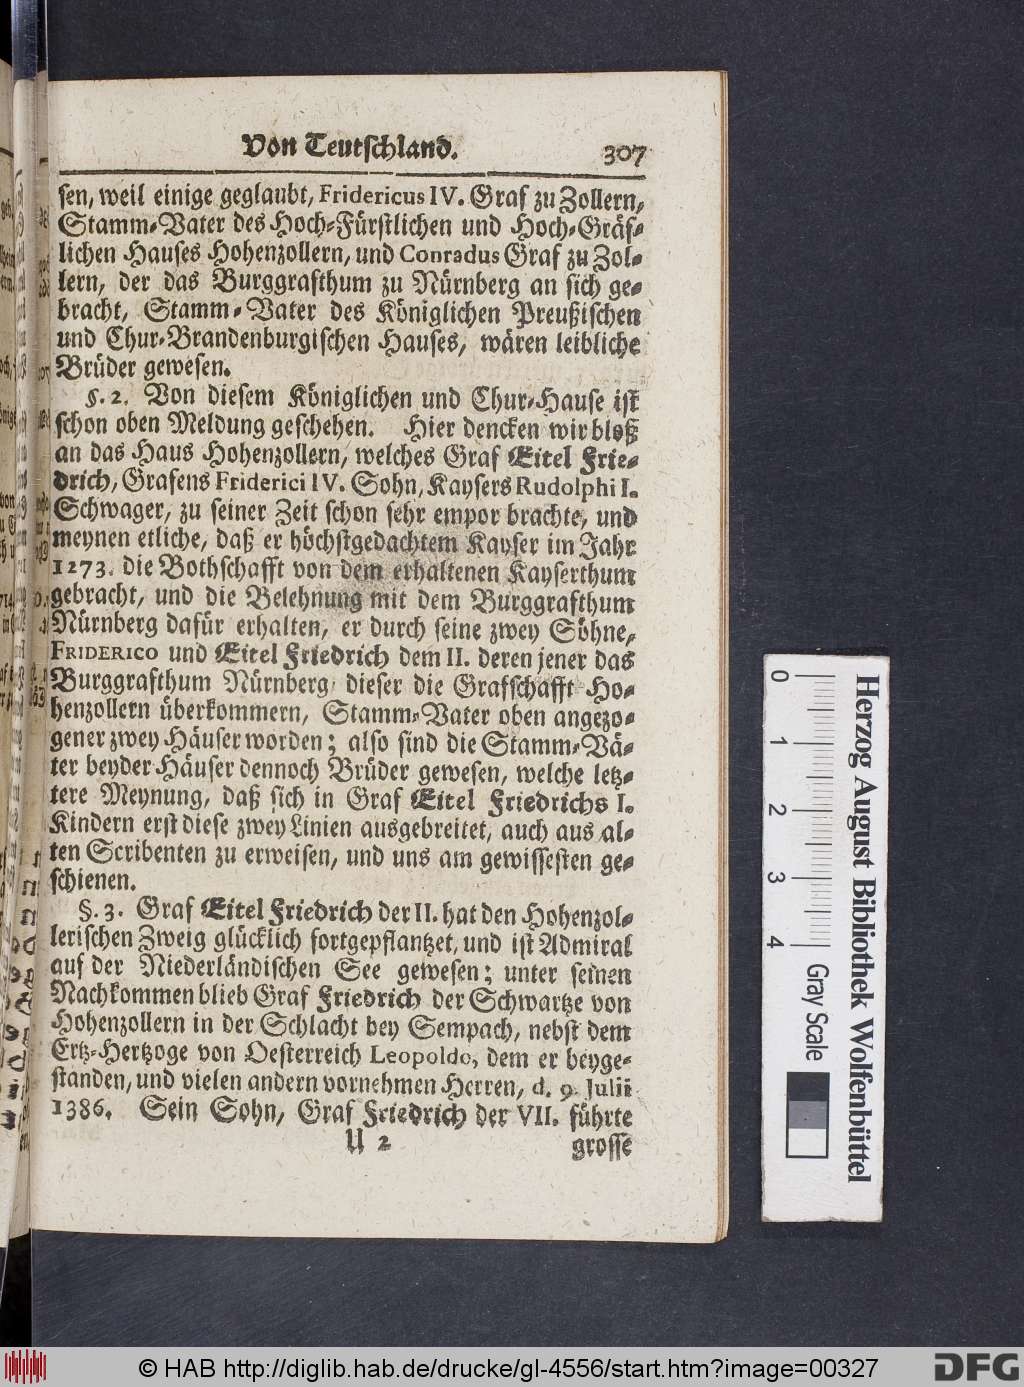 Von Teutschland. 307
sen, weil einige geglaubt, Fridericus IV. Graf zu Zollern,
Stamm-Vater des Hoch-Fürstlichen und Hoch-Gräf-
lichen Hauses Hohenzollern, und Conradus Graf zu Zol-
lern, der das Burggrafthum zu Nürnberg an sich ge-
bracht, Stamm-Vater des Königlichen Preußischen
und Chur-Brandenburgischen Hauses, wären leibliche
Brüder gewesen.
§. 2. Von diesem Königlichen und Chur-Hause ist
schon oben Meldung geschehen. Hier dencken wir bloß
an das Haus Hohenzollern, welches Graf Eitel Frie-
drich, Grafens Friderici IV. Sohn, Kaysers Rudolphi I.
Schwager, zu seiner Zeit schon sehr empor brachte, und
meynen etliche, daß er höchstgedachtem Kayser im Jahr
1273. die Bothschafft von dem erhaltenen Kayserthum
gebracht, und die Belehnung mit dem Burggrafthum
Nürnberg dafür erhalten, er durch seine zwey Söhne,
FRIDERICO und Eitel Friedrich dem II. deren jener das
Burggrafthum Nürnberg, dieser die Grafschafft Ho-
henzollern überkommern, Stamm-Vater oben angezo-
gener zwey Häuser worden; also sind die Stamm-Vä-
ter beyder Häuser dennoch Brüder gewesen, welche letz-
tere Meynung, daß sich in Graf Eitel Friedrichs I.
Kindern erst diese zwey Linien ausgebreitet, auch aus al-
ten Scribenten zu erweisen, und uns am gewissesten ge-
schienen.
§. 3. Graf Eitel Friedrich der II. hat den Hohenzol-
lerischen Zweig glücklich fortgepflantzet, und ist Admiral
auf der Niederländischen See gewesen; unter seinen
Nachkommen blieb Graf Friedrich der Schwartze von
Hohenzollern in der Schlacht bey Sempach, nebst dem
Ertz-Hertzoge von Oesterreich Leopoldo, dem er beyge-
standen, und vielen andern vornehmen Herren, d. 9. Julii
1386. Sein Sohn, Graf Friedrich der VII. führte
U 2 grosse
Herzog August Bibliothek Wolfenbüttel
0 1 2 3 4 Gray Scale
© HAB http://diglib.hab.de/drucke/gl-4556/start.htm?image=00327
DFG